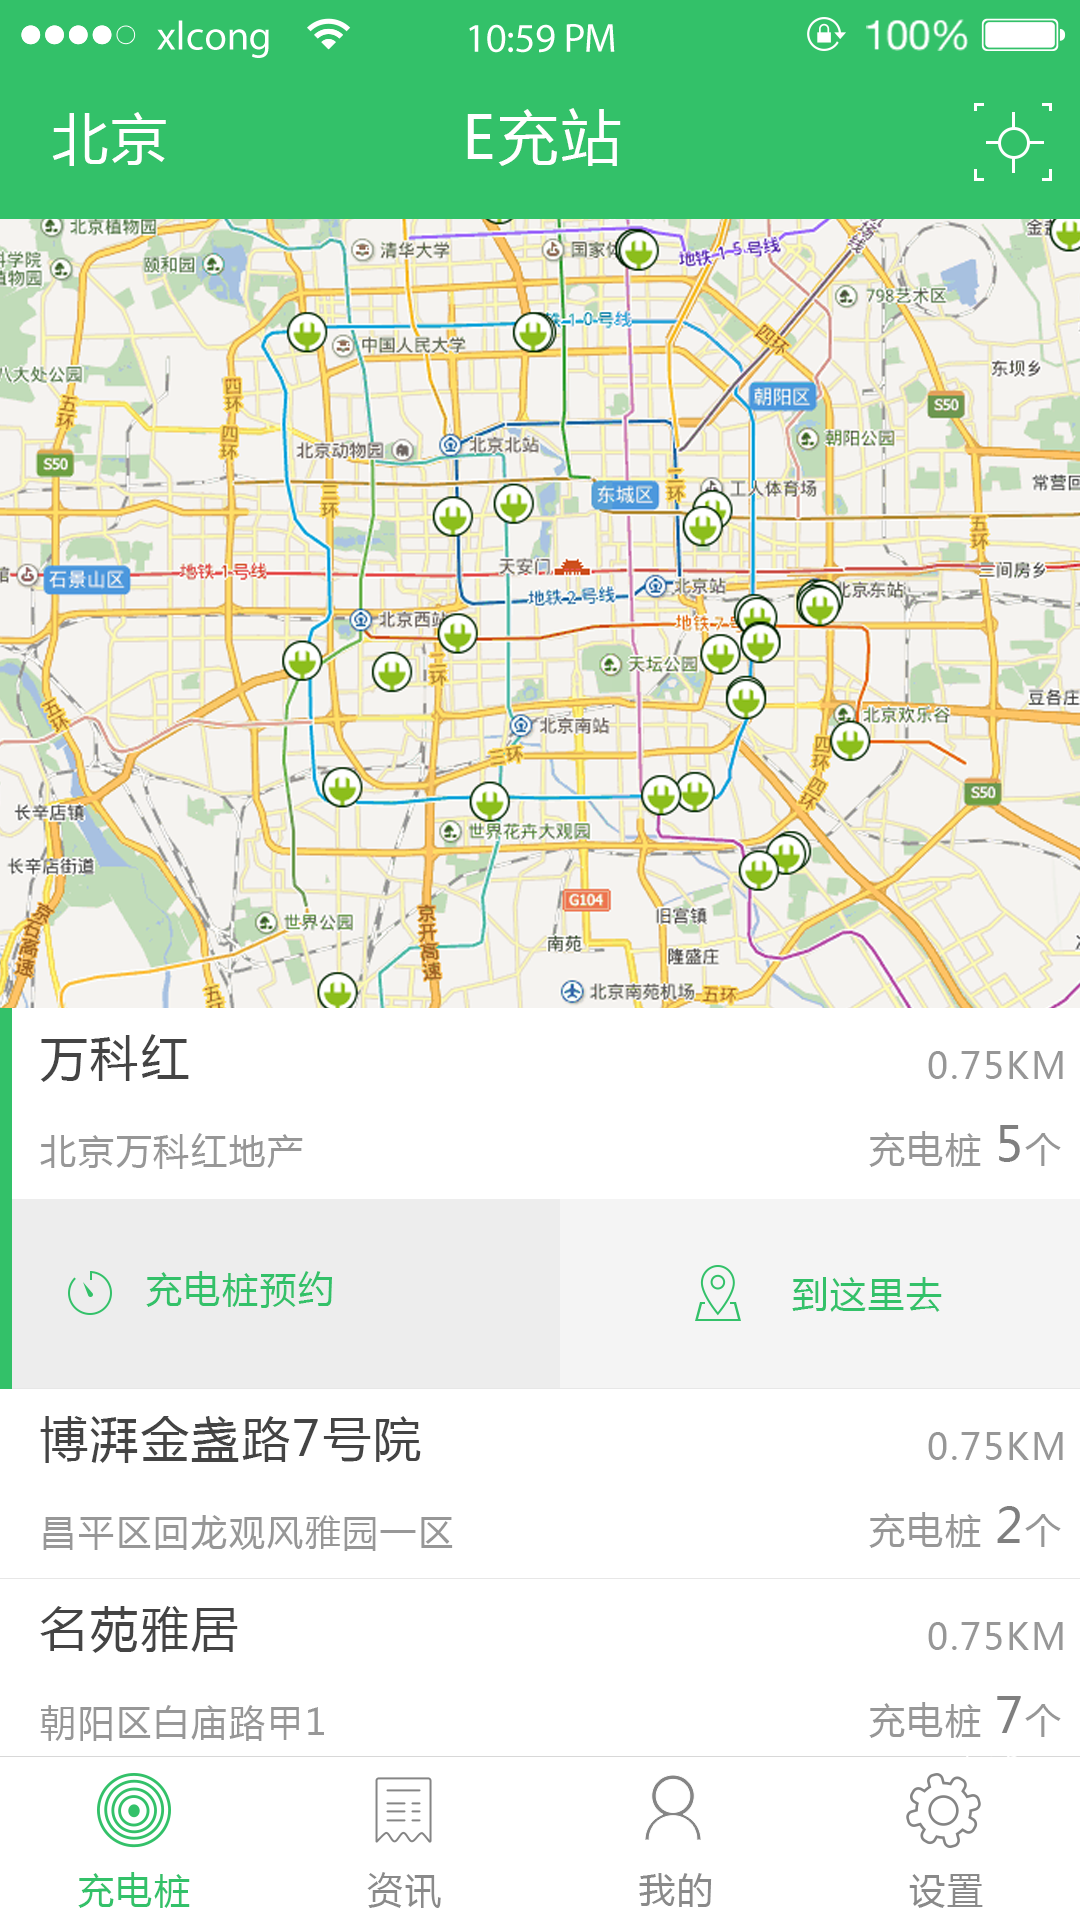 xlcong 10:59 PM 100%
北京 E充站
北京植物园
清华大学
国家体
地铁15号线
颐和园
798艺术区
铁10号线
四环
中国人民大学
八大处公园
东坝乡
四环
五环
朝阳区
S50
四环
朝阳公园
北京动物园
北京北站
S50
三环
东城区
二环
工人体育场
常营回
五环
天安门
石景山区
地铁1号线
三间房乡
北京站
北京东站
地铁2号线
北京西站
地铁7号
天坛公园
三环
豆各庄
五环
北京欢乐谷
北京南站
三环
四环
四环
S50
长辛店镇
世界花卉大观园
长辛店街道
G104
京石高速
京开高速
旧宫镇
世界公园
南苑
隆盛庄
五环
北京南苑机场
五环
万科红 0.75KM
北京万科红地产 充电桩 5个
充电桩预约 到这里去
博湃金盏路7号院 0.75KM
昌平区回龙观风雅园一区 充电桩 2个
名苑雅居 0.75KM
朝阳区白庙路甲1 充电桩 7个
充电桩 资讯 我的 设置